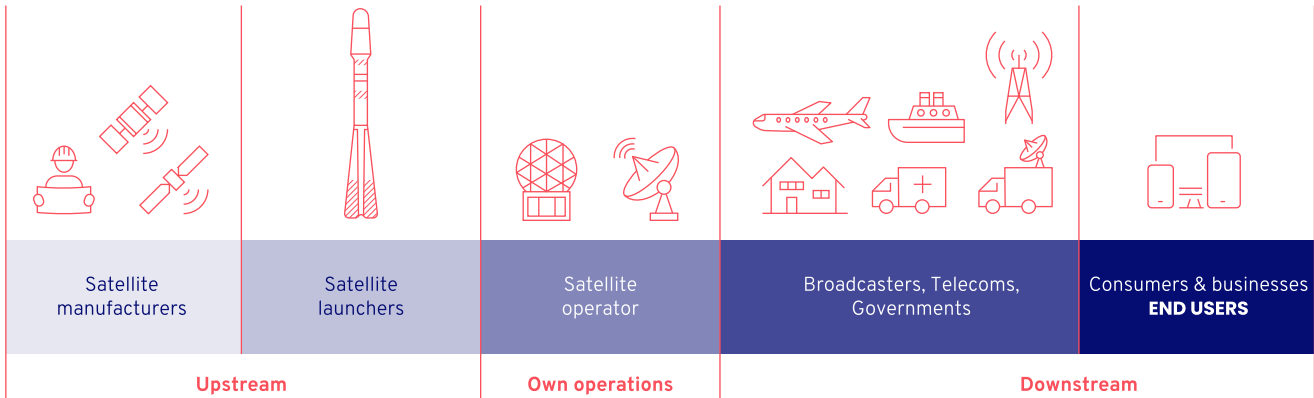 Satellite
manufacturers
Satellite
launchers
Satellite
operator
Broadcasters, Telecoms,
Governments
Consumers & businesses
END USERS
Upstream
Own operations
Downstream